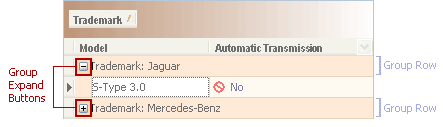 Trademark /
Model Automatic Transmission
Trademark: Jaguar
Group Row
Group
Expand
Buttons
S-Type 3.0 No
Trademark: Mercedes-Benz
Group Row